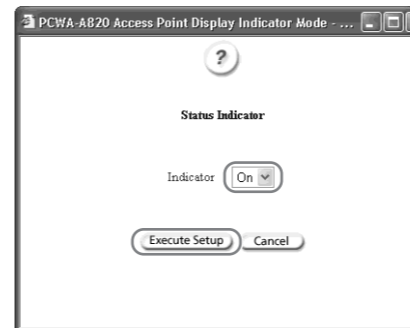 PCWA-A820 Access Point Display Indicator Mode - ...
?
Status Indicator
Indicator On
Execute Setup Cancel